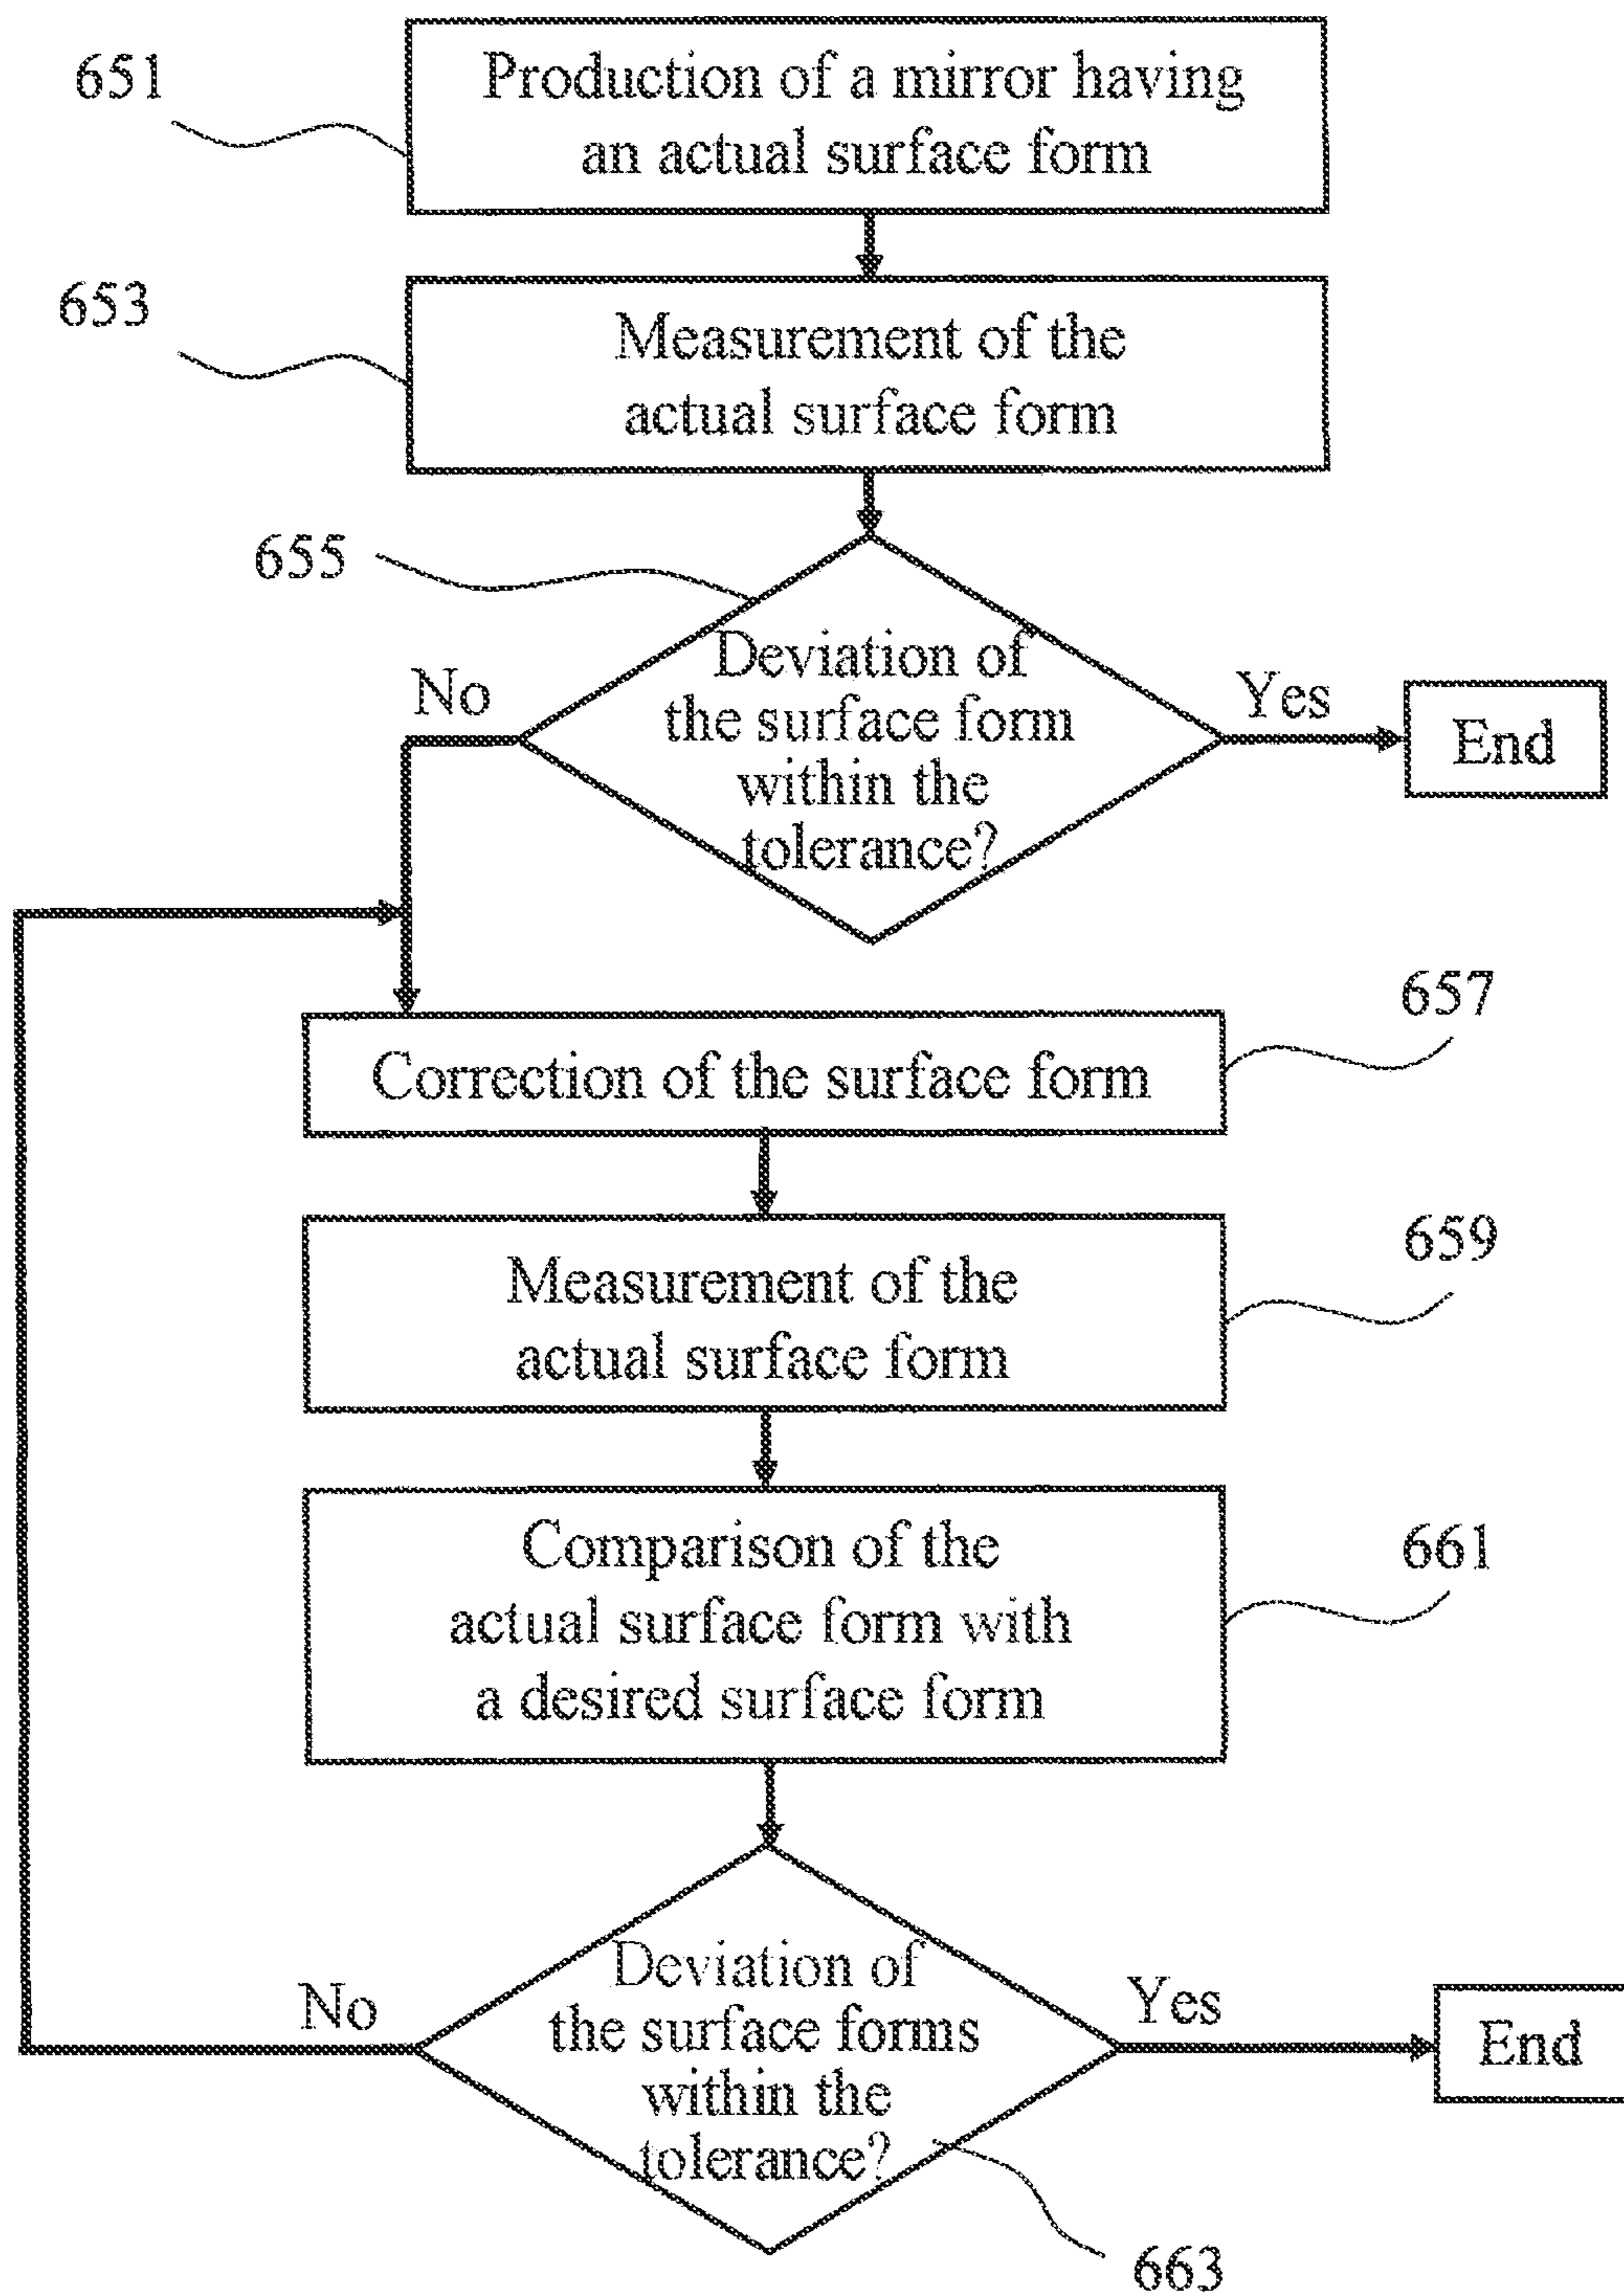 651
Production of a mirror having
an actual surface form
653
Measurement of the
actual surface form
655
Deviation of
the surface form
within the
tolerance?
No
Yes
End
657
Correction of the surface form
659
Measurement of the
actual surface form
661
Comparison of the
actual surface form with
a desired surface form
Deviation of
the surface forms
within the
tolerance?
No
Yes
End
663